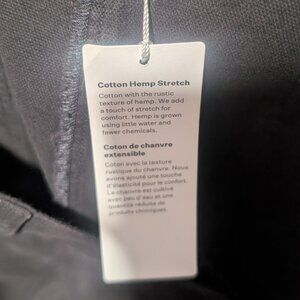 Cotton Hemp Stretch
Cotton with the rustic
texture of hemp. We add
a touch of stretch for
comfort. Hemp is grown
using little water and
fewer chemicals.
Coton de chanvre
extensible
Coton avec la texture
rustique du chanvre. Nous
avons ajouté une touche
d'élasticité pour le confort.
Le chanvre est cultivé
avec peu d'eau et une
quantité réduite de
produits chimiques.